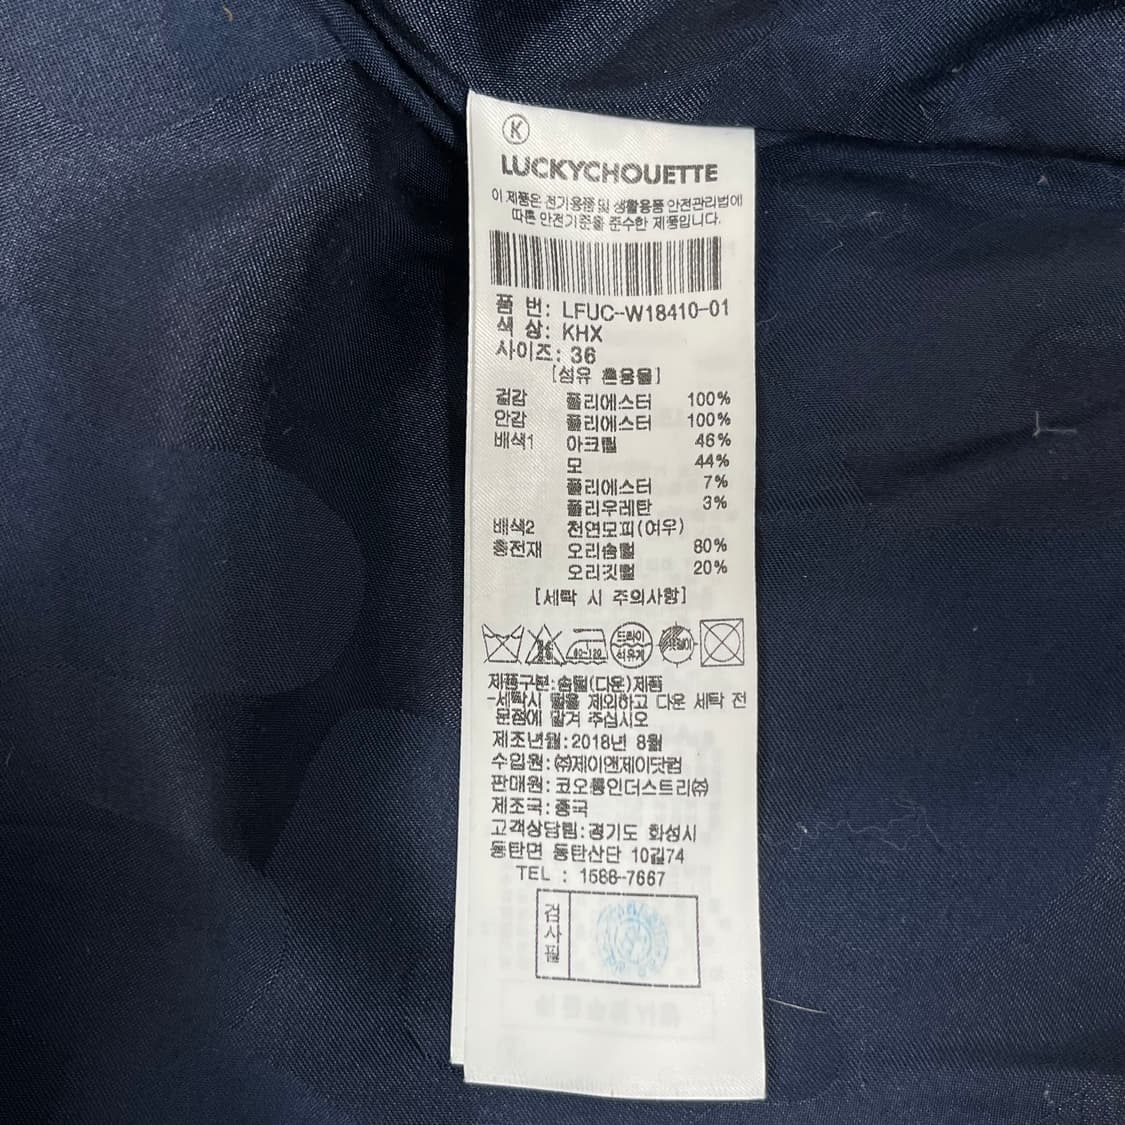 K
LUCKYCHOUETTE
이 제품은 전기용품 및 생활용품 안전관리법에
따른 안전기준을 준수한 제품입니다.
품 번: LFUC-W18410-01
색 상: KHX
사이즈: 36
[섬유 혼용율]
겉감 폴리에스터 100%
안감 폴리에스터 100%
배색1 아크릴 46%
모 44%
폴리에스터 7%
폴리우레탄 3%
배색2 천연모피(여우)
충전재 오리솜털 80%
오리깃털 20%
[세탁 시 주의사항]
80~120 드라이 석유계
제품구분:솜털(다운)제품
-세탁시 털을 제외하고 다운 세탁 전
문점에 맡겨 주십시오
제조년월:2018년 8월
수입원:㈜제이앤제이닷컴
판매원:코오롱인더스트리㈜
제조국:중국
고객상담팀:경기도 화성시
동탄면 동탄산단 10길74
TEL : 1588-7667
검사필